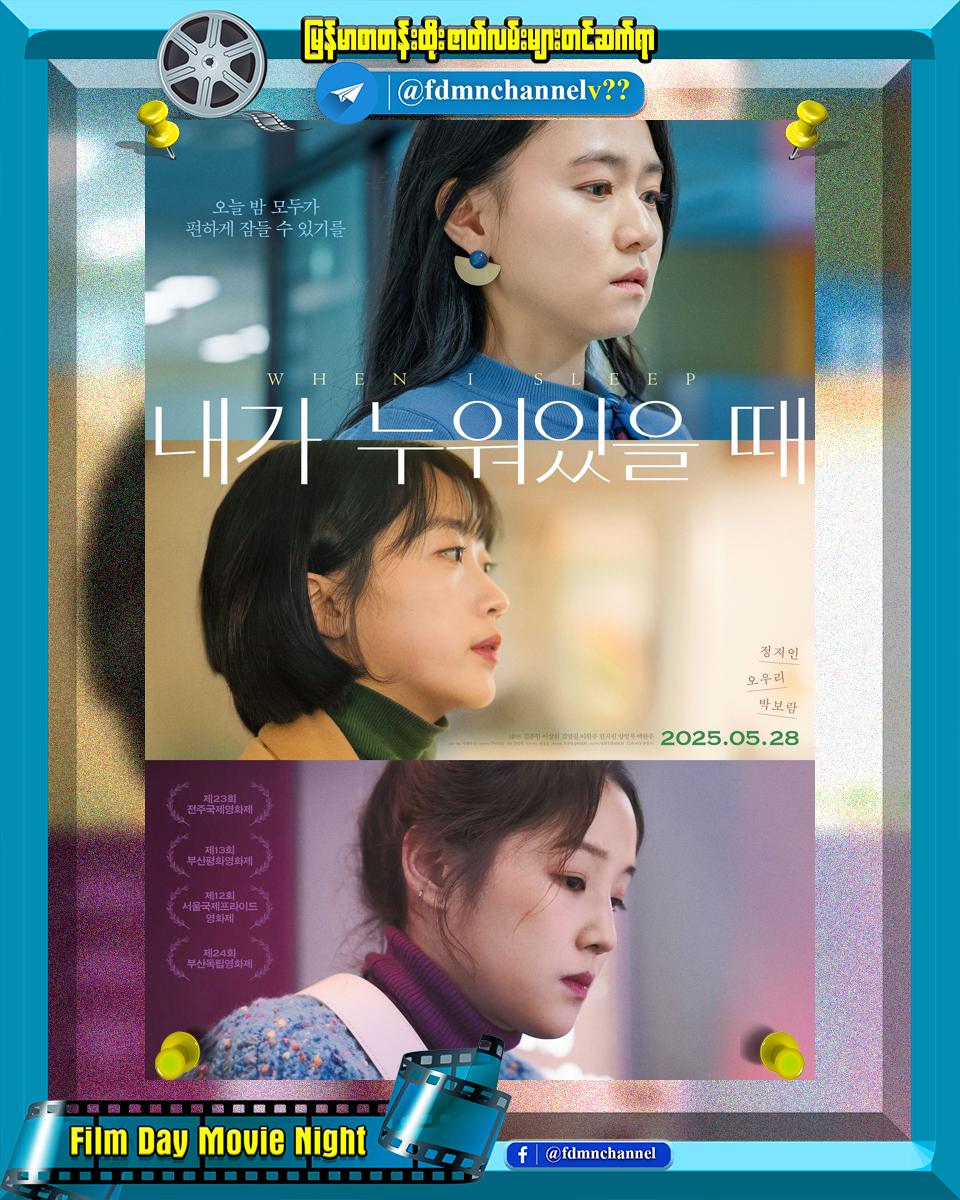 မြန်မာစာတန်းထိုးဇာတ်လမ်းများတင်ဆက်ရာ
@fdmnchannelv??
오늘 밤 모두가
편하게 잠들 수 있기를
WHEN I SLEEP
내가 누워있을 때
정지인
오우리
박보람
2025.05.28
제23회
전주국제영화제
제13회
부산평화영화제
제12회
서울국제프라이드
영화제
제24회
부산독립영화제
Film Day Movie Night
@fdmnchannel